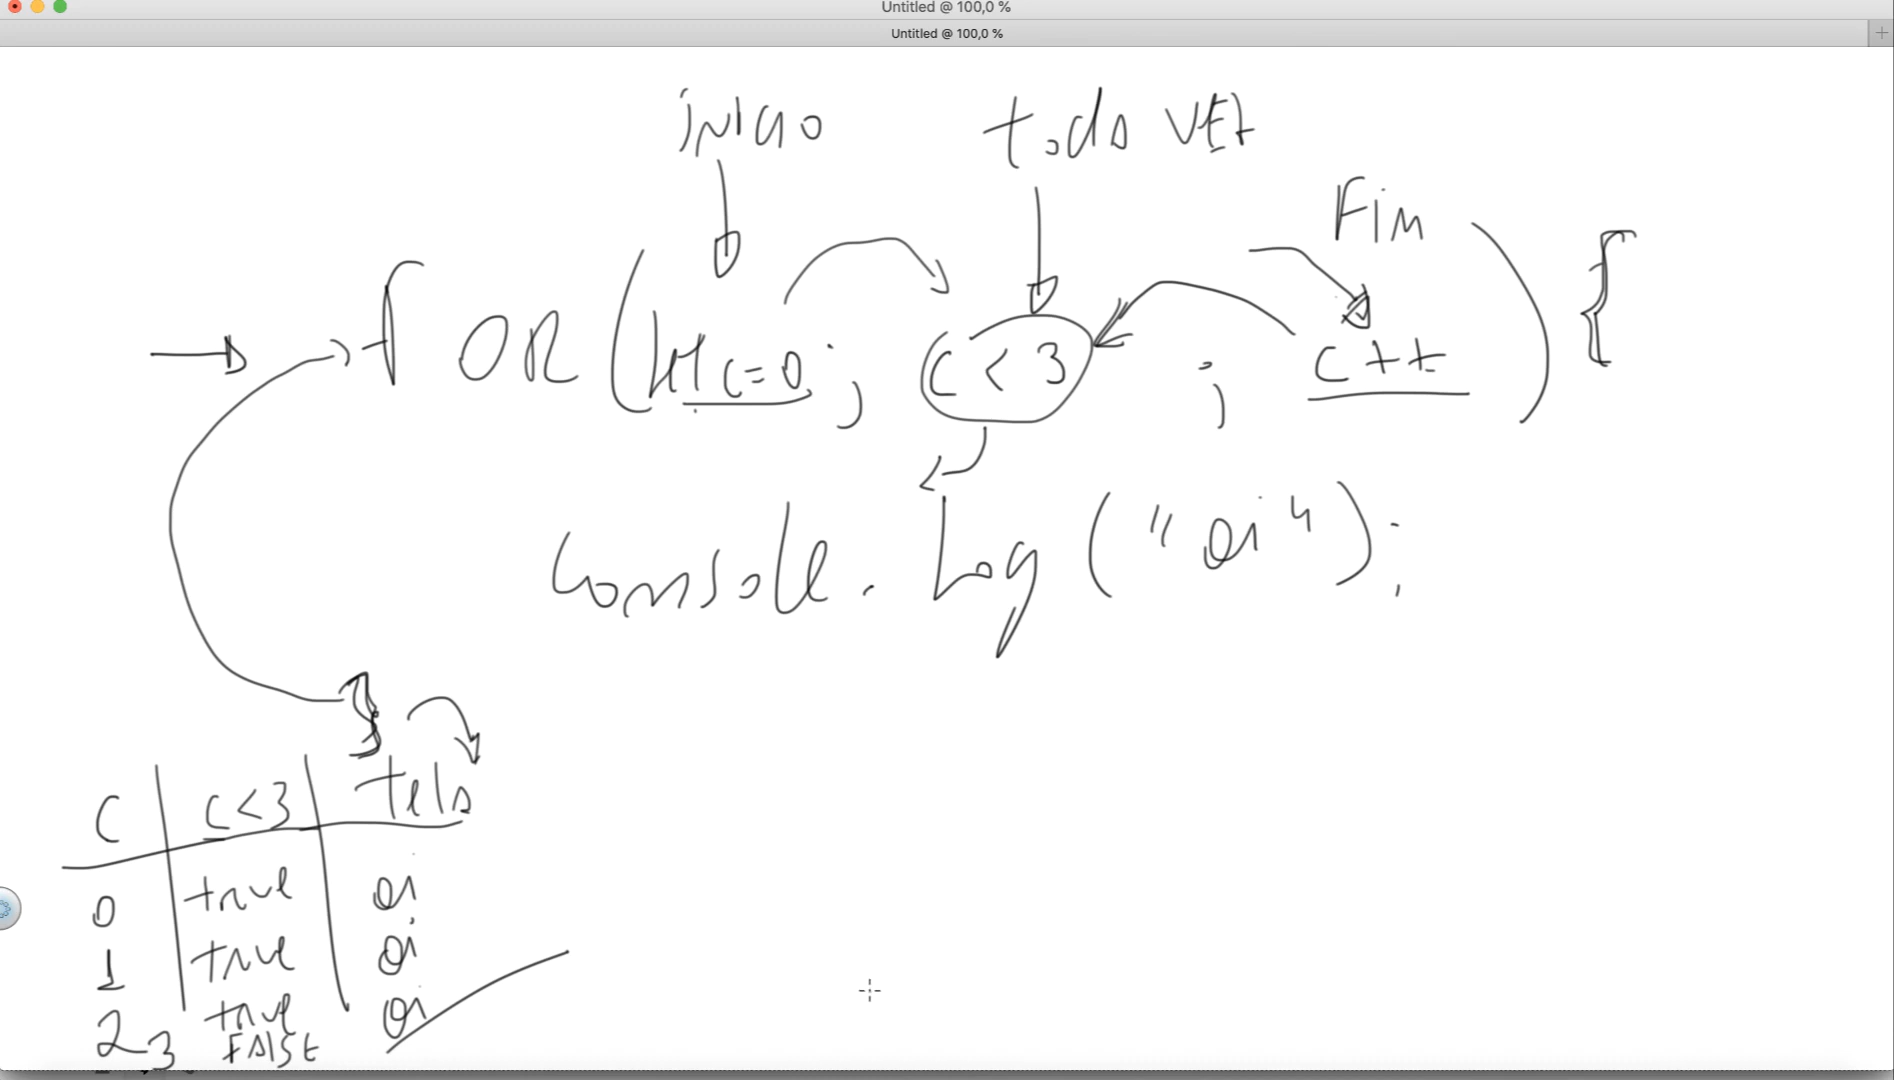 Untitled @ 100,0 %
Untitled @ 100,0 %
início toda vez
Fim
for (let c=0; c < 3 ; c++) {
console.log("oi");
}
c c<3 tela
0 true oi
1 true oi
2 true oi
3 FALSE